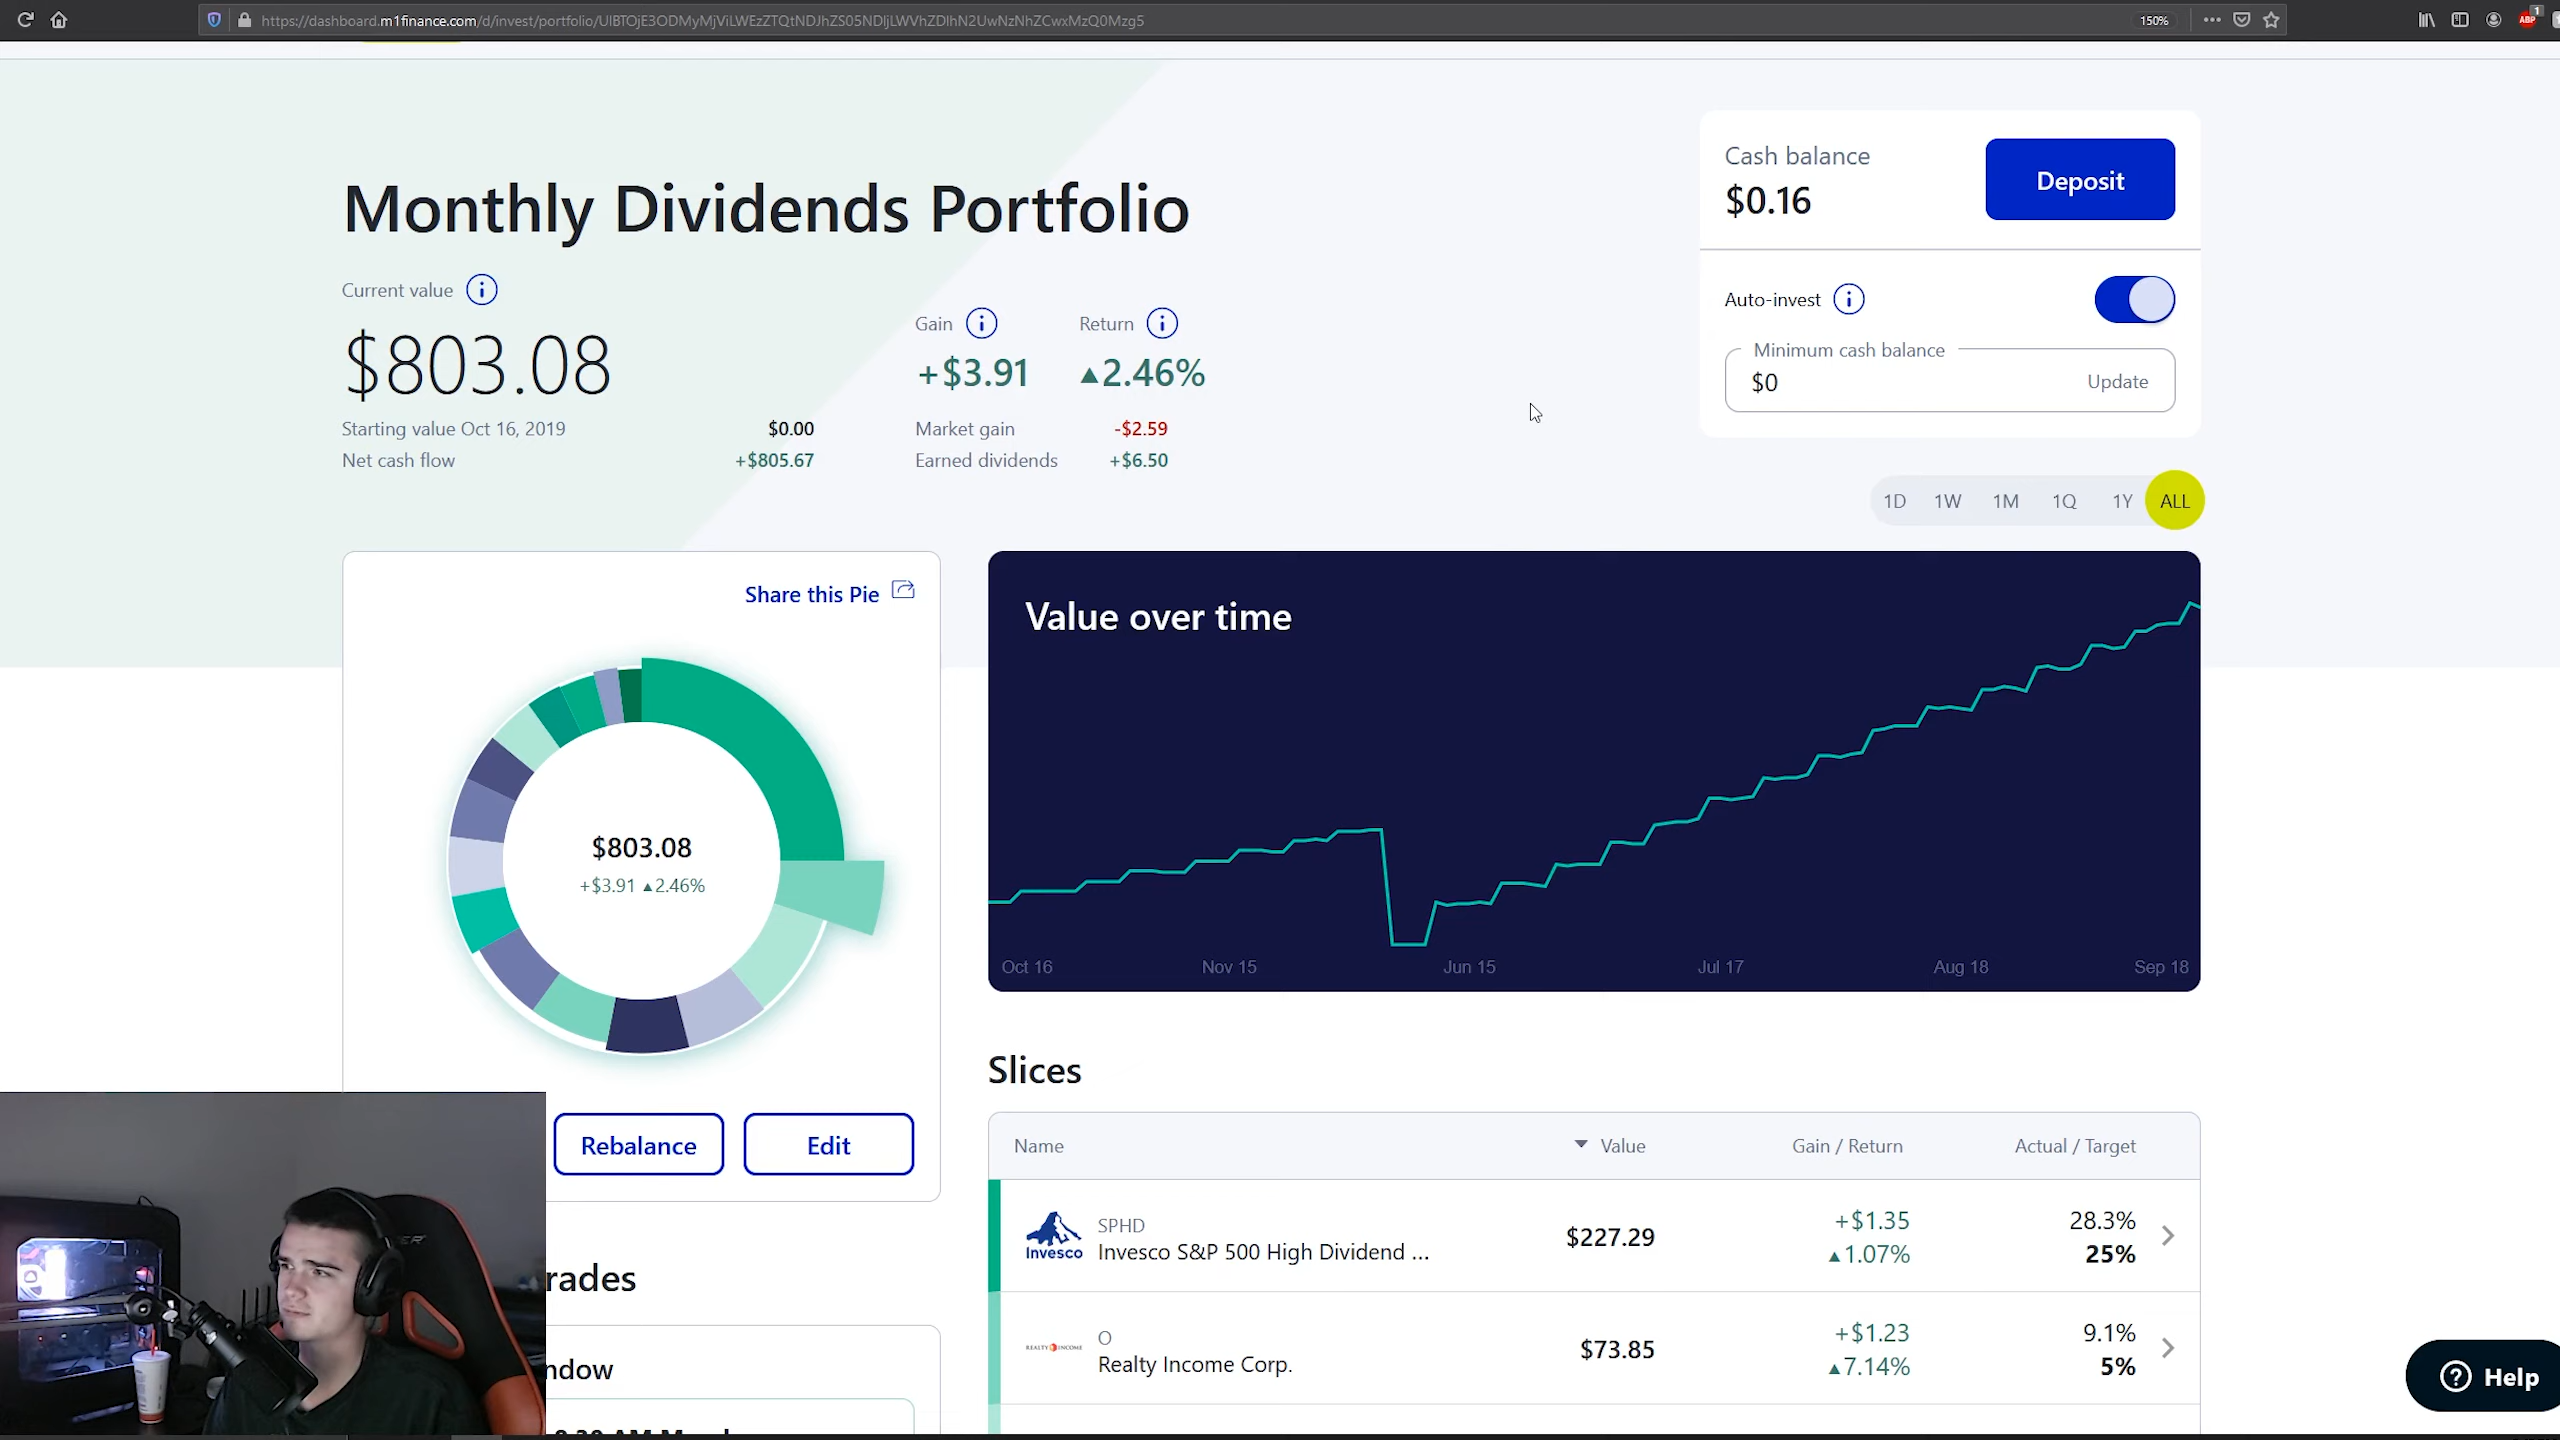 https://dashboard.m1finance.com/d/invest/portfolio/UlBTOjE3ODMyMjViLWEzZTQtNDJhZS05NDljLWVhZDlhN2UwNzNhZCwxMzQ0Mzg5
150%
ABP
1
Monthly Dividends Portfolio
Cash balance
$0.16
Deposit
Current value
$803.08
Gain
Return
+$3.91
▲2.46%
Auto-invest
Minimum cash balance
$0
Update
Starting value Oct 16, 2019
$0.00
Market gain
-$2.59
Net cash flow
+$805.67
Earned dividends
+$6.50
1D 1W 1M 1Q 1Y ALL
Share this Pie
$803.08
+$3.91 ▲2.46%
Rebalance
Edit
Value over time
Oct 16 Nov 15 Jun 15 Jul 17 Aug 18 Sep 18
Slices
Name
Value
Gain / Return
Actual / Target
Invesco
SPHD
Invesco S&P 500 High Dividend ...
$227.29
+$1.35
▲1.07%
28.3%
25%
REALTY INCOME
O
Realty Income Corp.
$73.85
+$1.23
▲7.14%
9.1%
5%
rades
ndow
Help